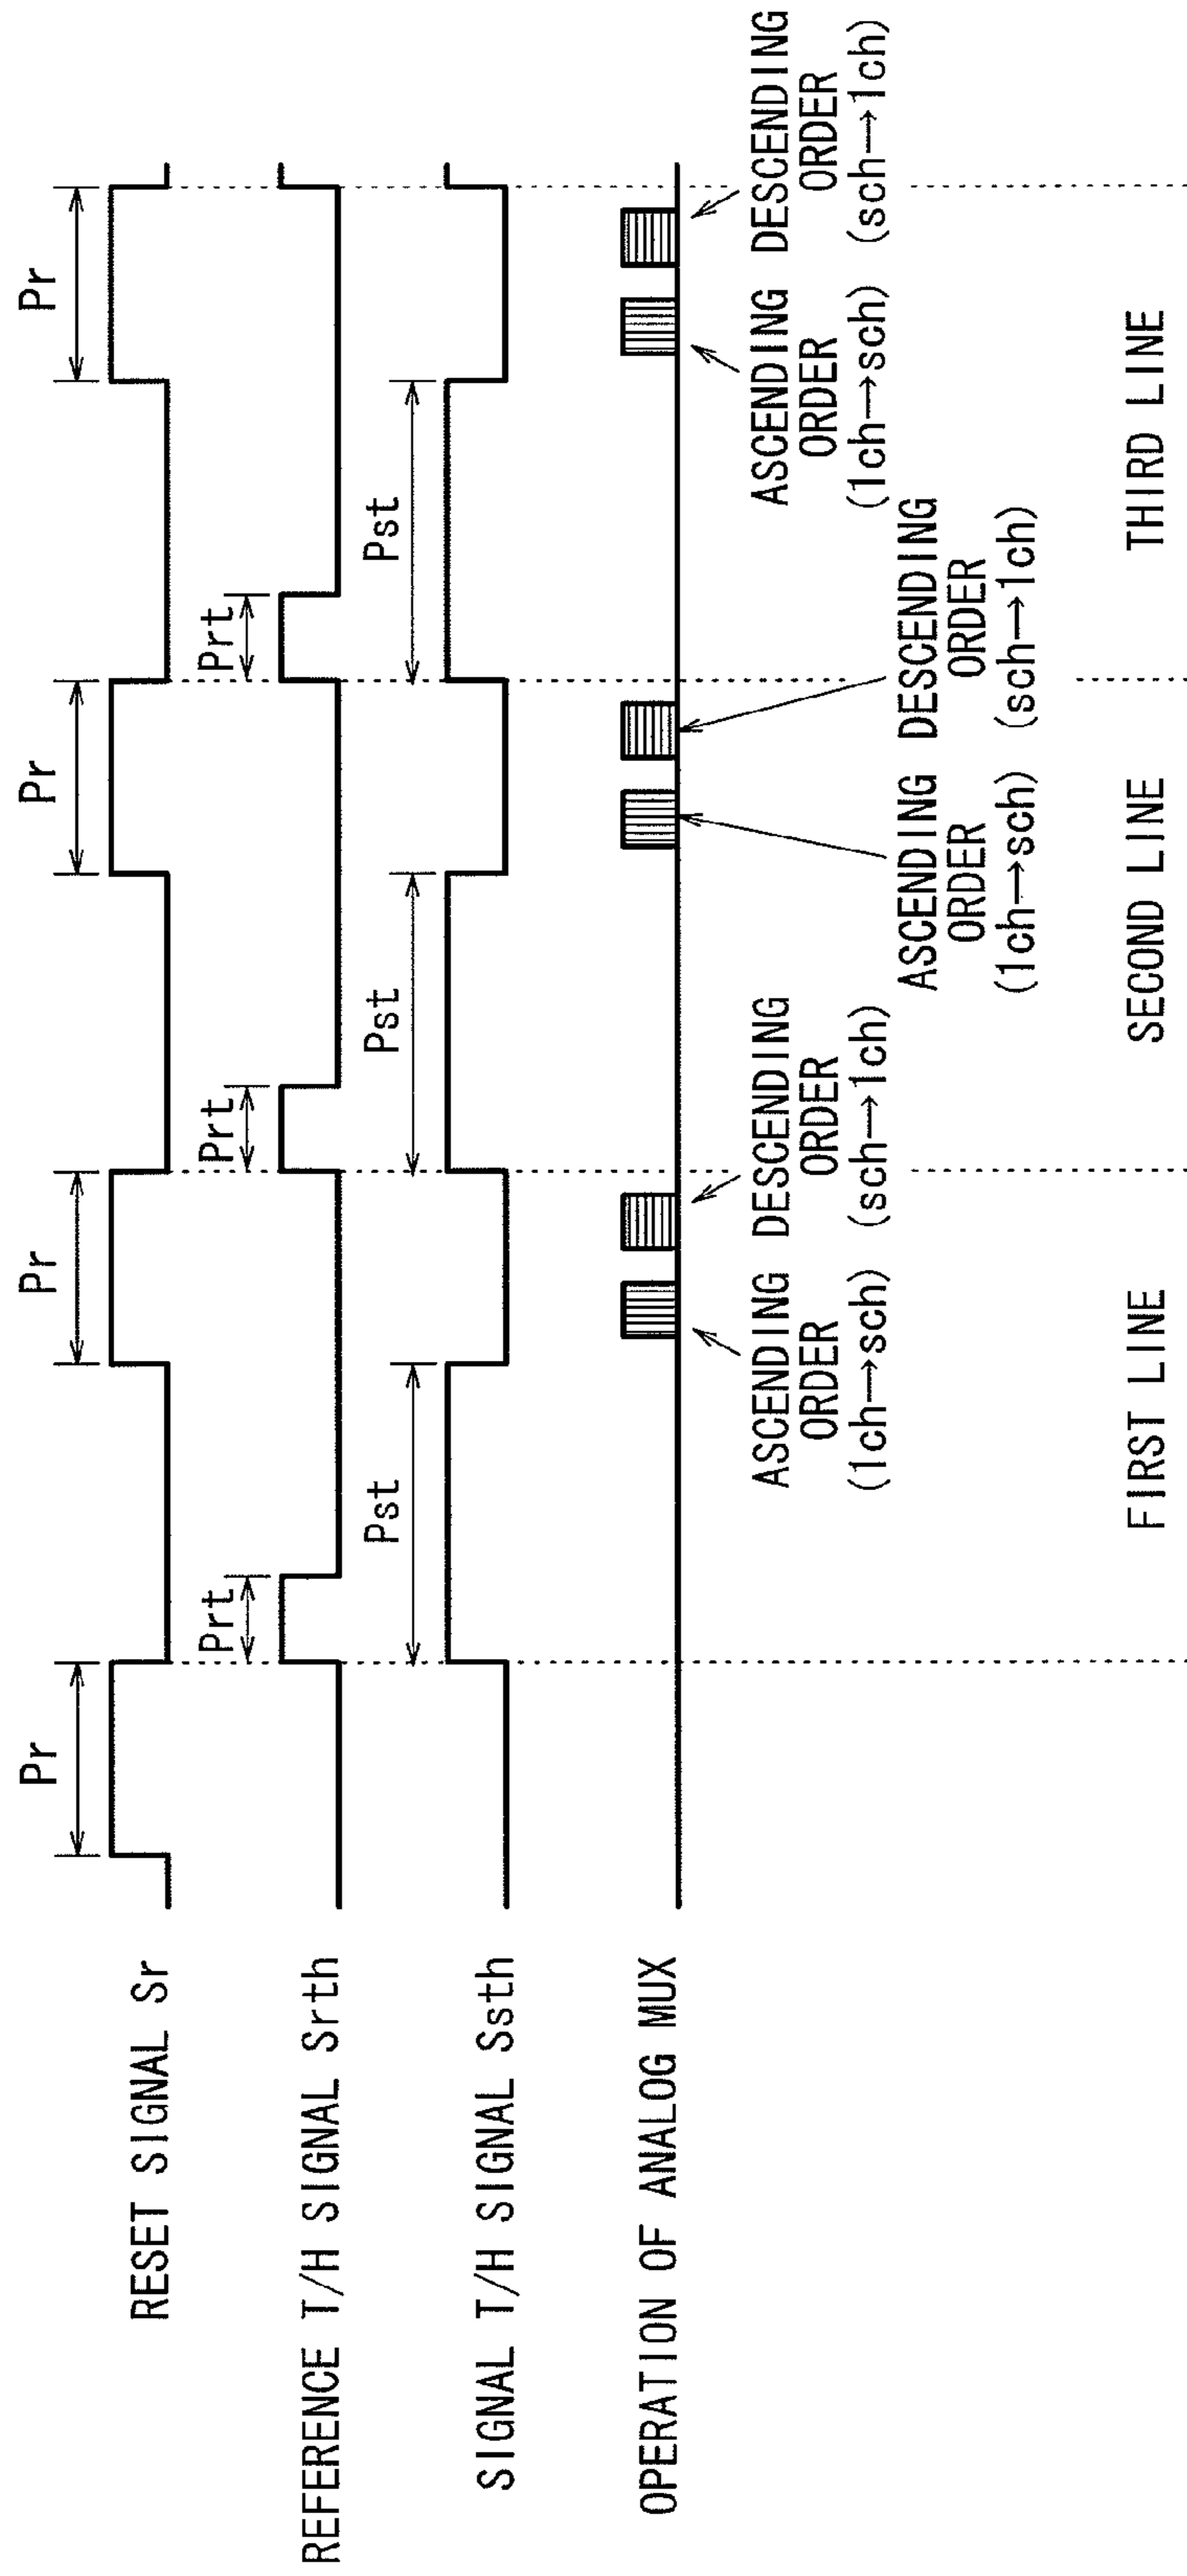 Pr
Pr
Pr
Pr
RESET SIGNAL Sr
Prt
Prt
Prt
REFERENCE T/H SIGNAL Srth
Pst
Pst
Pst
SIGNAL T/H SIGNAL Ssth
OPERATION OF ANALOG MUX
ASCENDING
ORDER
(1ch→sch)
DESCENDING
ORDER
(sch→1ch)
ASCENDING
ORDER
(1ch→sch)
DESCENDING
ORDER
(sch→1ch)
ASCENDING
ORDER
(1ch→sch)
DESCENDING
ORDER
(sch→1ch)
FIRST LINE
SECOND LINE
THIRD LINE